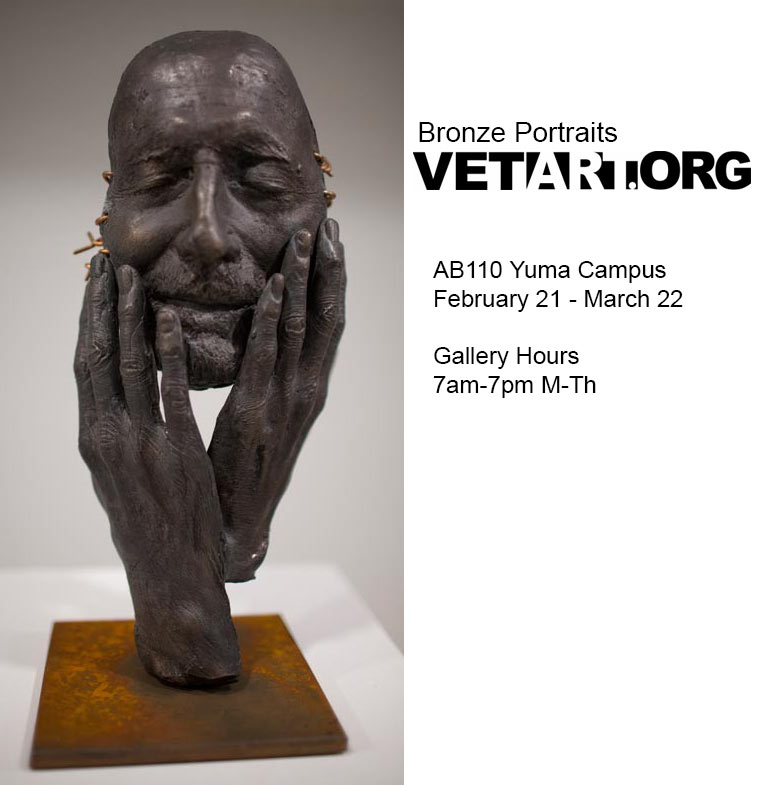 Bronze Portraits
VETART.ORG
AB110 Yuma Campus
February 21 - March 22
Gallery Hours
7am-7pm M-Th